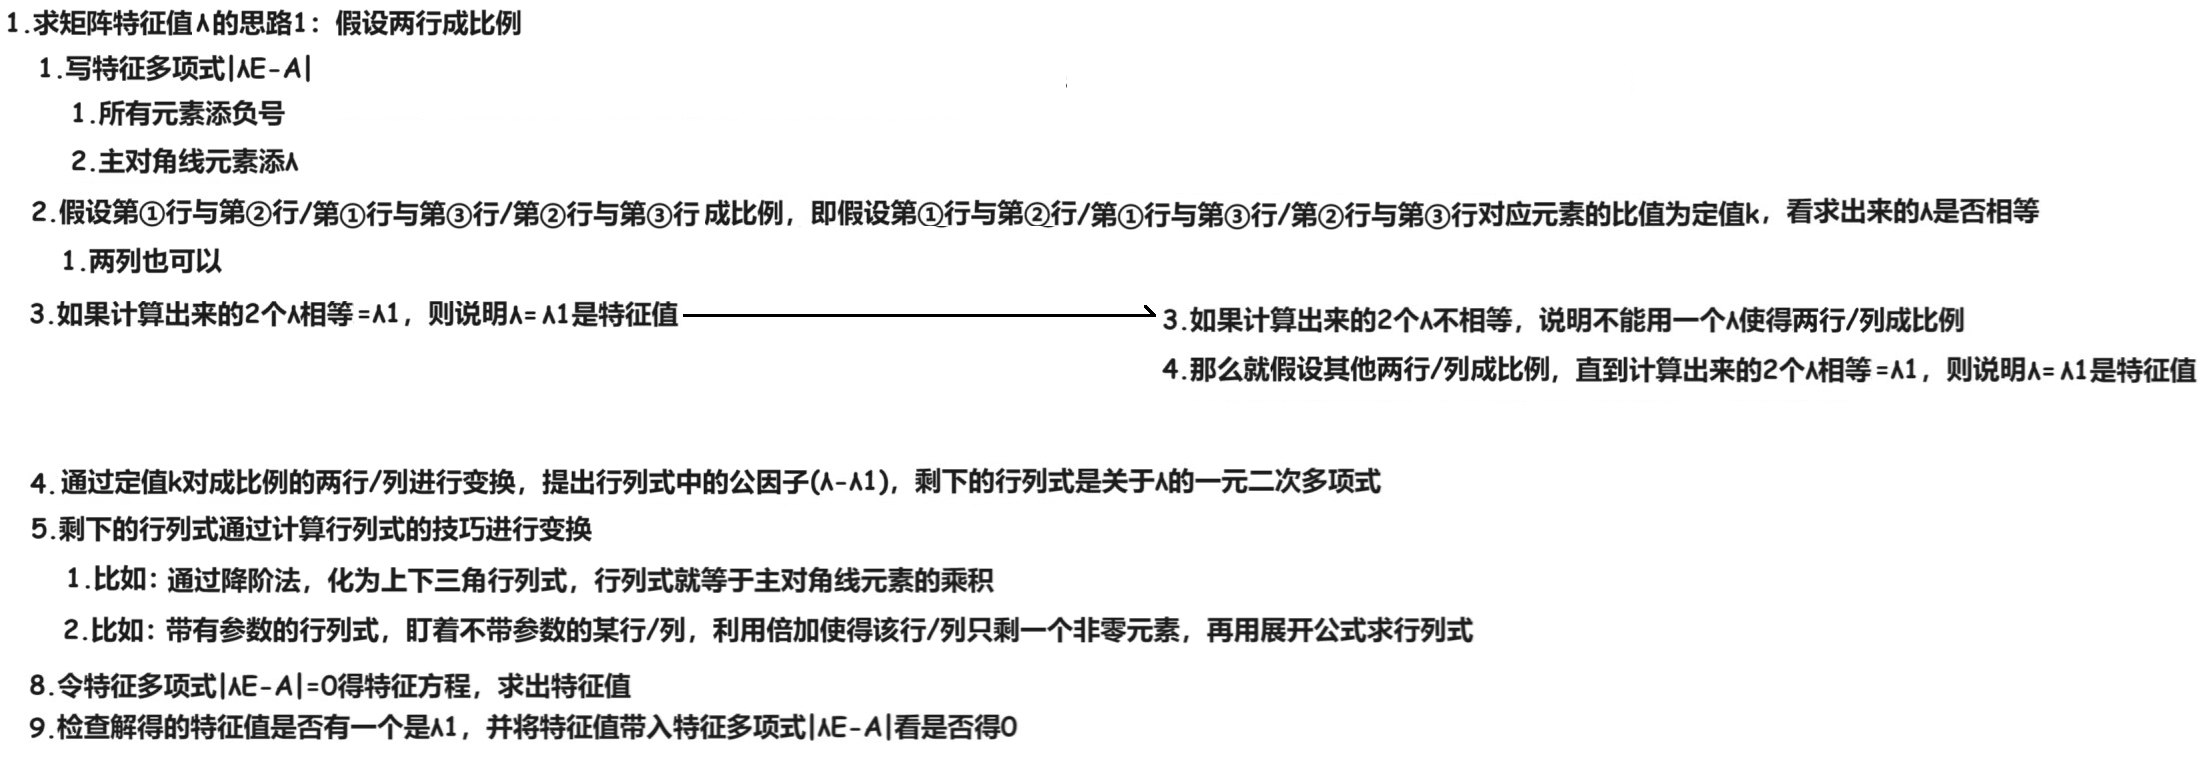 1.求矩阵特征值λ的思路1：假设两行成比例
1.写特征多项式|λE-A|
1.所有元素添负号
2.主对角线元素添λ
2.假设第①行与第②行/第①行与第③行/第②行与第③行成比例，即假设第①行与第②行/第①行与第③行/第②行与第③行对应元素的比值为定值k，看求出来的λ是否相等
1.两列也可以
3.如果计算出来的2个λ相等=λ1，则说明λ=λ1是特征值
3.如果计算出来的2个λ不相等，说明不能用一个λ使得两行/列成比例
4.那么就假设其他两行/列成比例，直到计算出来的2个λ相等=λ1，则说明λ=λ1是特征值
4.通过定值k对成比例的两行/列进行变换，提出行列式中的公因子(λ-λ1)，剩下的行列式是关于λ的一元二次多项式
5.剩下的行列式通过计算行列式的技巧进行变换
1.比如：通过降阶法，化为上下三角行列式，行列式就等于主对角线元素的乘积
2.比如：带有参数的行列式，盯着不带参数的某行/列，利用倍加使得该行/列只剩一个非零元素，再用展开公式求行列式
8.令特征多项式|λE-A|=0得特征方程，求出特征值
9.检查解得的特征值是否有一个是λ1，并将特征值带入特征多项式|λE-A|看是否得0